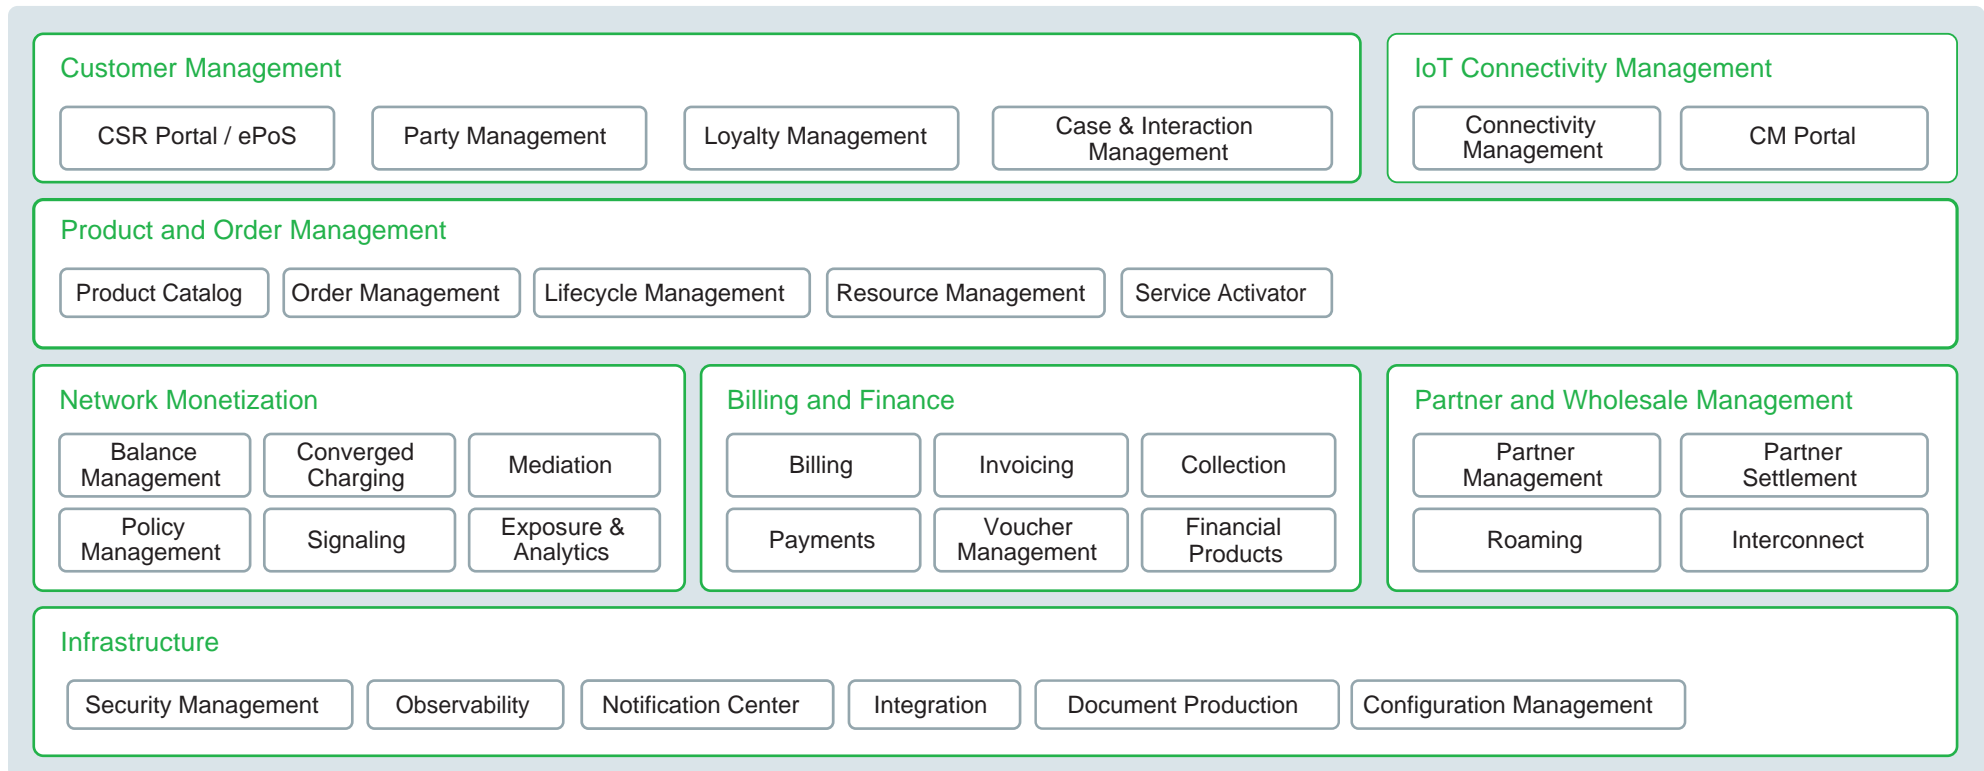 Customer Management
CSR Portal / ePoS
Party Management
Loyalty Management
Case & Interaction
Management
IoT Connectivity Management
Connectivity
Management
CM Portal
Product and Order Management
Product Catalog
Order Management
Lifecycle Management
Resource Management
Service Activator
Network Monetization
Balance
Management
Converged
Charging
Mediation
Policy
Management
Signaling
Exposure &
Analytics
Billing and Finance
Billing
Invoicing
Collection
Payments
Voucher
Management
Financial
Products
Partner and Wholesale Management
Partner
Management
Partner
Settlement
Roaming
Interconnect
Infrastructure
Security Management
Observability
Notification Center
Integration
Document Production
Configuration Management